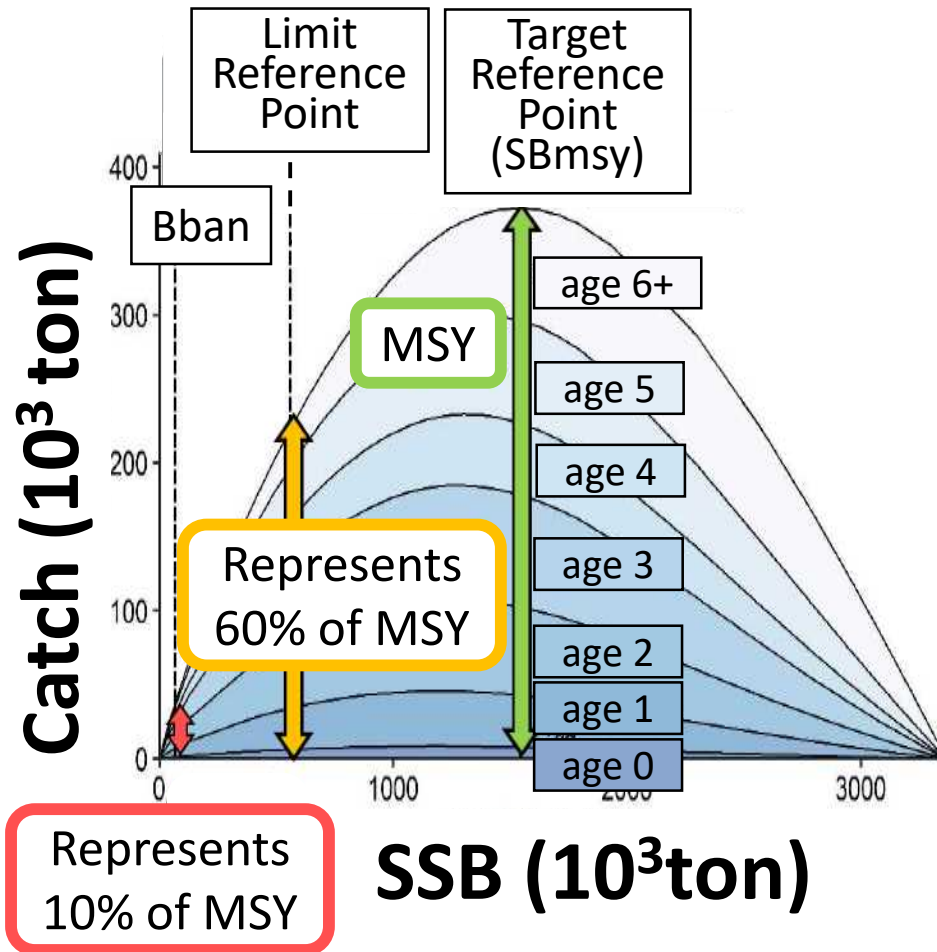 Limit
Reference
Point
Target
Reference
Point
(SBmsy)
Bban
400
300
200
100
0
Catch (10³ ton)
MSY
age 6+
age 5
age 4
age 3
age 2
age 1
age 0
Represents
60% of MSY
0
1000
2000
3000
Represents
10% of MSY
SSB (10³ton)